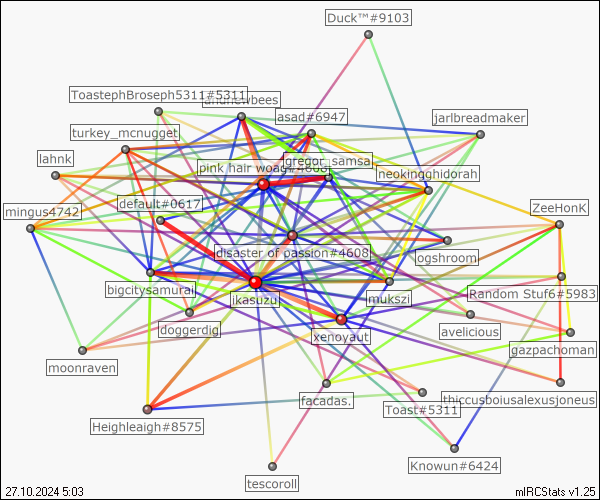 Duck™#9103
ToastephBroseph5311#5311
andrewbees
asad#6947
jarlbreadmaker
turkey_mcnugget
gregor_samsa
lahnk
pink hair woag#4608
neokingghidorah
mingus4742
default#0617
ZeeHonK
disaster of passion#4608
ogshroom
bigcitysamurai
ikasuzu
mukszi
Random Stuf6#5983
doggerdig
xenoyaut
avelicious
gazpachoman
moonraven
facadas.
Toast#5311
thiccusboiusalexusjoneus
Heighleaigh#8575
Knowun#6424
tescoroll
27.10.2024 5:03
mIRCStats v1.25